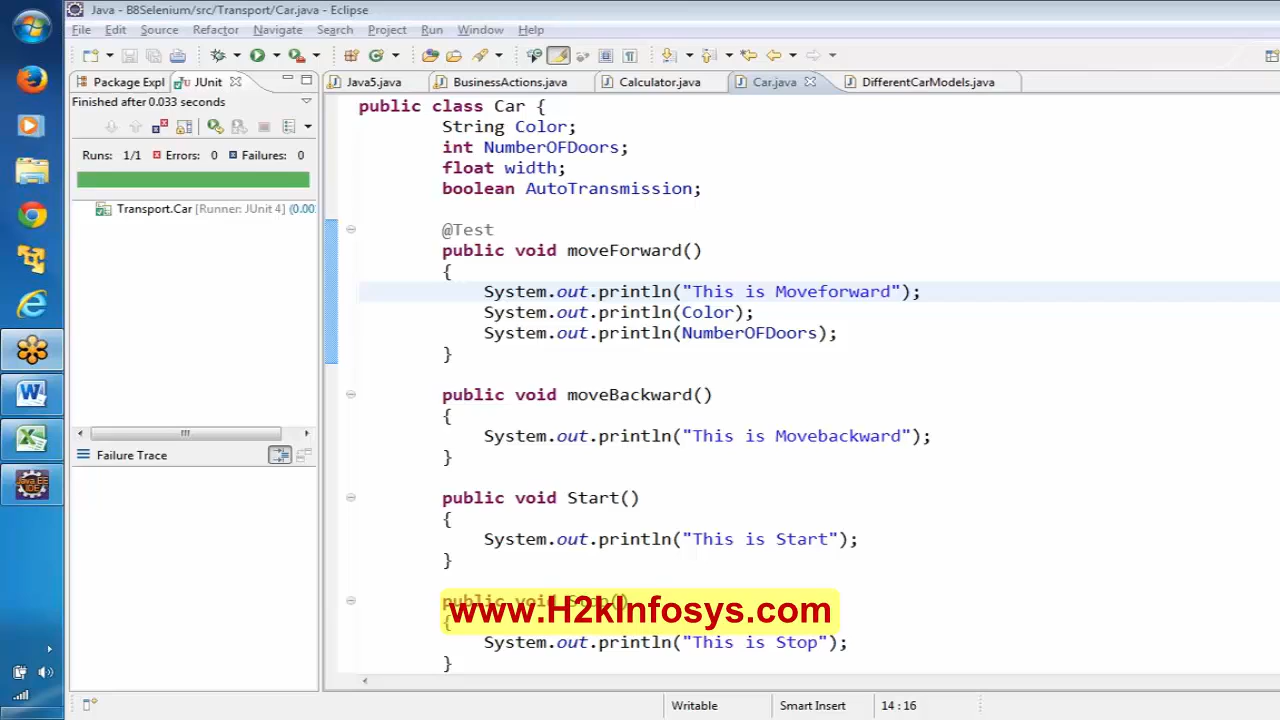 Java - B8Selenium/src/Transport/Car.java - Eclipse
File Edit Source Refactor Navigate Search Project Run Window Help
Package Expl JUnit Java5.java BusinessActions.java Calculator.java Car.java DifferentCarModels.java
Finished after 0.033 seconds
Runs: 1/1 Errors: 0 Failures: 0
Transport.Car [Runner: JUnit 4] (0.00
Failure Trace
public class Car {
String Color;
int NumberOFDoors;
float width;
boolean AutoTransmission;
@Test
public void moveForward()
{
System.out.println("This is Moveforward");
System.out.println(Color);
System.out.println(NumberOFDoors);
}
public void moveBackward()
{
System.out.println("This is Movebackward");
}
public void Start()
{
System.out.println("This is Start");
}
public void Stop()
www.H2kInfosys.com
{
System.out.println("This is Stop");
}
Writable Smart Insert 14 : 16